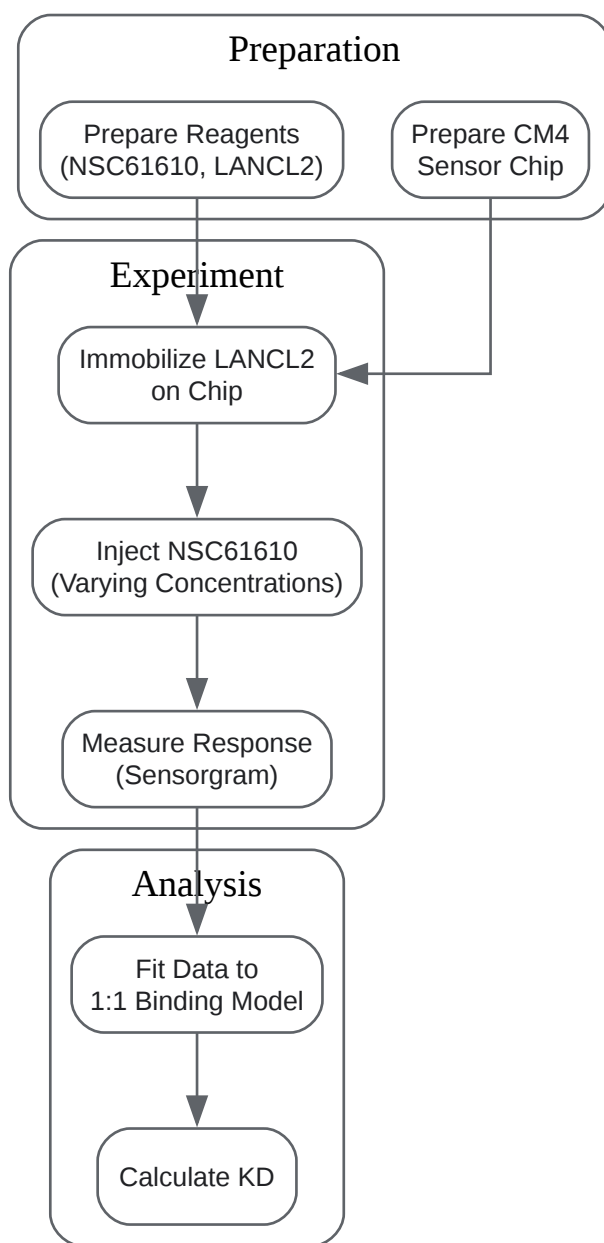 Preparation
Prepare Reagents
(NSC61610, LANCL2)
Prepare CM4
Sensor Chip
Experiment
Immobilize LANCL2
on Chip
Inject NSC61610
(Varying Concentrations)
Measure Response
(Sensorgram)
Analysis
Fit Data to
1:1 Binding Model
Calculate KD